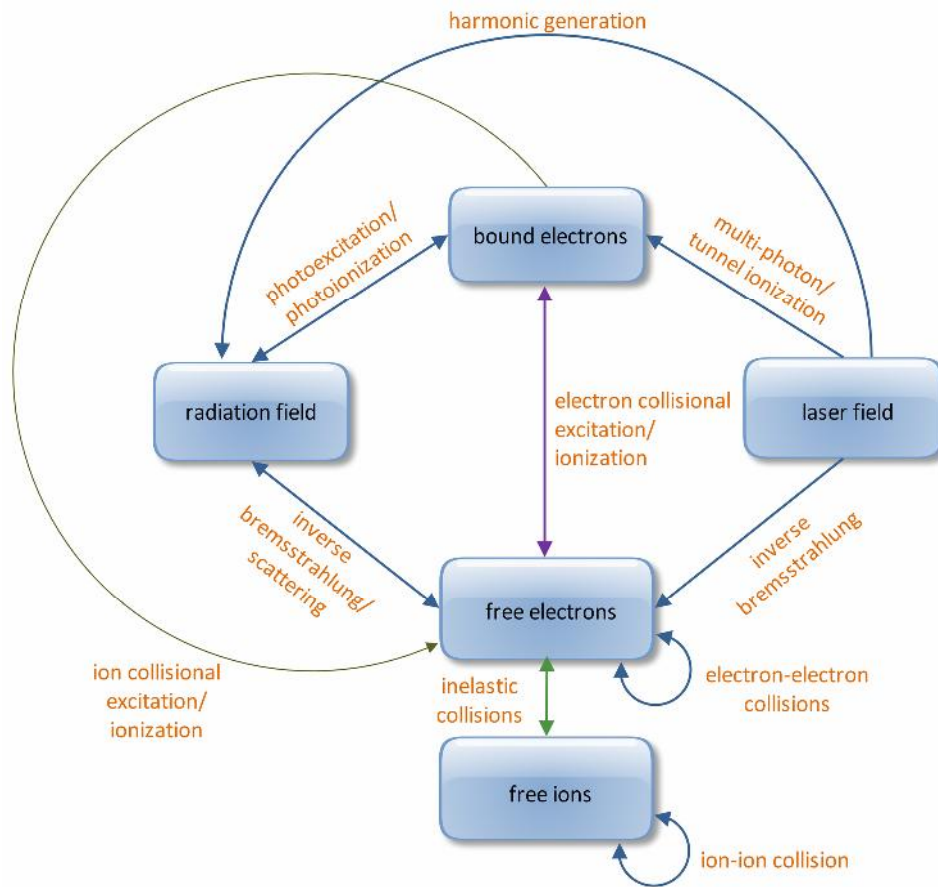 harmonic generation
bound electrons
photoexcitation/
photoionization
multi-photon/
tunnel ionization
radiation field
laser field
electron collisional
excitation/
ionization
inverse
bremsstrahlung/
scattering
inverse
bremsstrahlung
free electrons
ion collisional
excitation/
ionization
inelastic
collisions
electron-electron
collisions
free ions
ion-ion collision